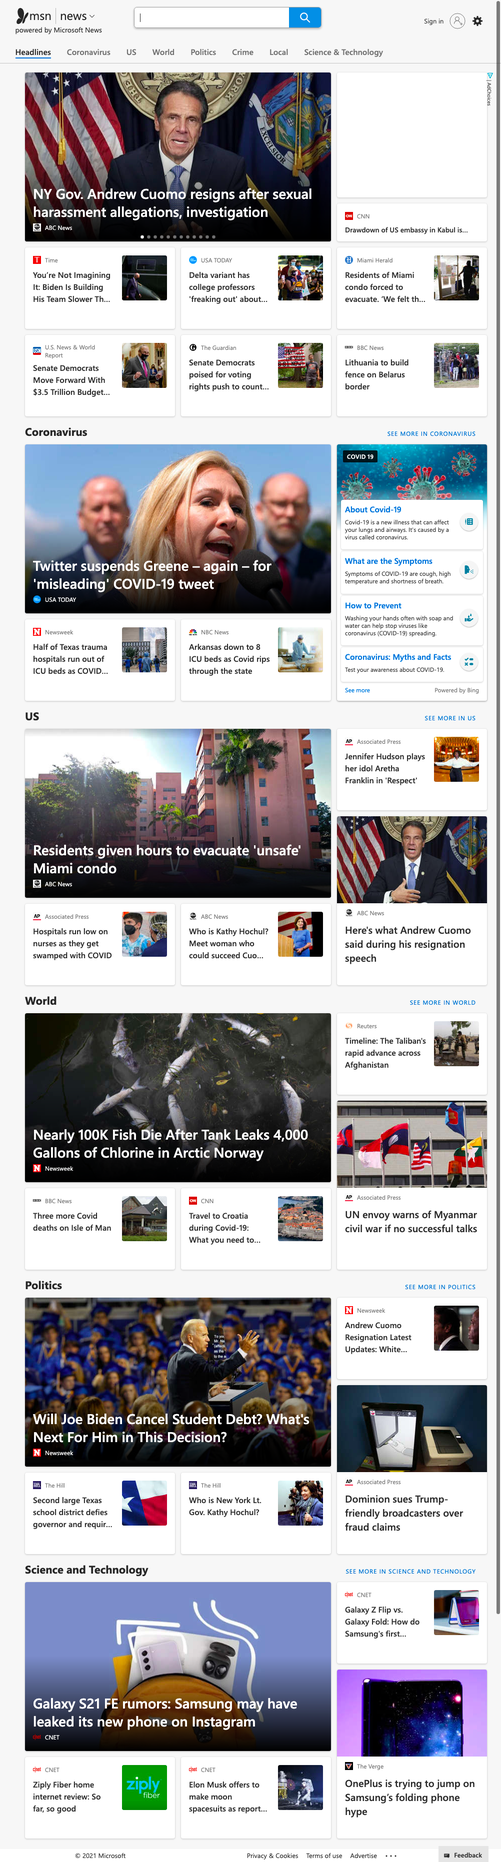 msn news
powered by Microsoft News
Sign in
Headlines Coronavirus US World Politics Crime Local Science & Technology
NY Gov. Andrew Cuomo resigns after sexual
harassment allegations, investigation
ABC News
AdChoices
CNN
Drawdown of US embassy in Kabul is...
Time
You're Not Imagining
It: Biden Is Building
His Team Slower Th...
USA TODAY
Delta variant has
college professors
'freaking out' about...
Miami Herald
Residents of Miami
condo forced to
evacuate. 'We felt th...
U.S. News & World
Report
Senate Democrats
Move Forward With
$3.5 Trillion Budget...
The Guardian
Senate Democrats
poised for voting
rights push to count...
BBC News
Lithuania to build
fence on Belarus
border
Coronavirus
SEE MORE IN CORONAVIRUS
Twitter suspends Greene – again – for
'misleading' COVID-19 tweet
USA TODAY
COVID 19
About Covid-19
Covid-19 is a new illness that can affect
your lungs and airways. It's caused by a
virus called coronavirus.
What are the Symptoms
Symptoms of COVID-19 are cough, high
temperature and shortness of breath.
How to Prevent
Washing your hands often with soap and
water can help stop viruses like
coronavirus (COVID-19) spreading.
Coronavirus: Myths and Facts
Test your awareness about COVID-19.
See more Powered by Bing
Newsweek
Half of Texas trauma
hospitals run out of
ICU beds as COVID...
NBC News
Arkansas down to 8
ICU beds as Covid rips
through the state
US
SEE MORE IN US
Residents given hours to evacuate 'unsafe'
Miami condo
ABC News
Associated Press
Jennifer Hudson plays
her idol Aretha
Franklin in 'Respect'
ABC News
Here's what Andrew Cuomo
said during his resignation
speech
Associated Press
Hospitals run low on
nurses as they get
swamped with COVID
ABC News
Who is Kathy Hochul?
Meet woman who
could succeed Cuo...
World
SEE MORE IN WORLD
Nearly 100K Fish Die After Tank Leaks 4,000
Gallons of Chlorine in Arctic Norway
Newsweek
Reuters
Timeline: The Taliban's
rapid advance across
Afghanistan
Associated Press
UN envoy warns of Myanmar
civil war if no successful talks
BBC News
Three more Covid
deaths on Isle of Man
CNN
Travel to Croatia
during Covid-19:
What you need to...
Politics
SEE MORE IN POLITICS
Will Joe Biden Cancel Student Debt? What's
Next For Him in This Decision?
Newsweek
Newsweek
Andrew Cuomo
Resignation Latest
Updates: White...
Associated Press
Dominion sues Trump-
friendly broadcasters over
fraud claims
The Hill
Second large Texas
school district defies
governor and requir...
The Hill
Who is New York Lt.
Gov. Kathy Hochul?
Science and Technology
SEE MORE IN SCIENCE AND TECHNOLOGY
Galaxy S21 FE rumors: Samsung may have
leaked its new phone on Instagram
CNET
CNET
Galaxy Z Flip vs.
Galaxy Fold: How do
Samsung's first...
The Verge
OnePlus is trying to jump on
Samsung's folding phone
hype
CNET
Ziply Fiber home
internet review: So
far, so good
ziply
fiber
CNET
Elon Musk offers to
make moon
spacesuits as report...
© 2021 Microsoft Privacy & Cookies Terms of use Advertise ... Feedback